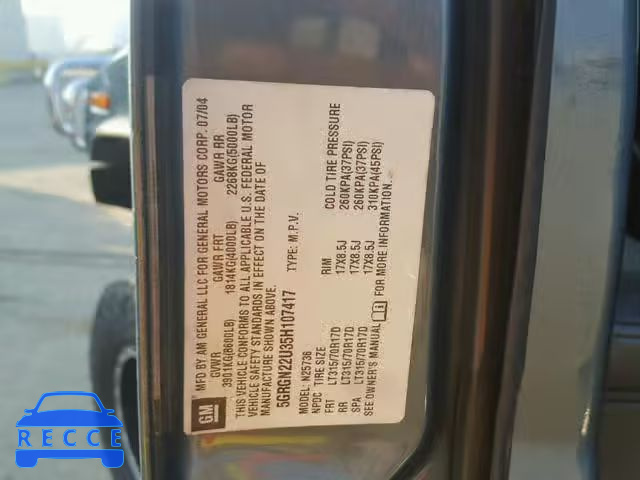 GM
MFD BY AM GENERAL LLC FOR GENERAL MOTORS CORP. 07/04
GVWR GAWR FRT GAWR RR
3901KG(8600LB) 1814KG(4000LB) 2268KG(5000LB)
THIS VEHICLE CONFORMS TO ALL APPLICABLE U.S. FEDERAL MOTOR
VEHICLE SAFETY STANDARDS IN EFFECT ON THE DATE OF
MANUFACTURE SHOWN ABOVE.
5GRGN22U35H107417 TYPE: M.P.V.
MODEL: N25736
NPDC TIRE SIZE RIM COLD TIRE PRESSURE
FRT LT315/70R17D 17X8.5J 260KPA(37PSI)
RR LT315/70R17D 17X8.5J 260KPA(37PSI)
SPA LT315/70R17D 17X8.5J 310KPA(45PSI)
SEE OWNER'S MANUAL FOR MORE INFORMATION.
RECCE